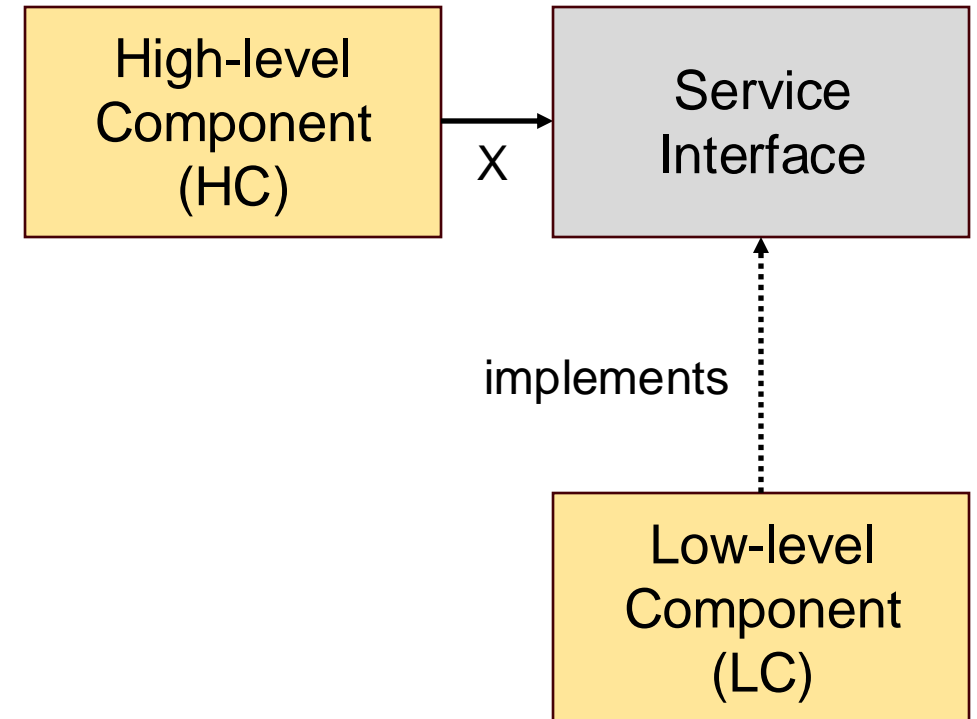 High-level
Component
(HC)
X
Service
Interface
implements
Low-level
Component
(LC)